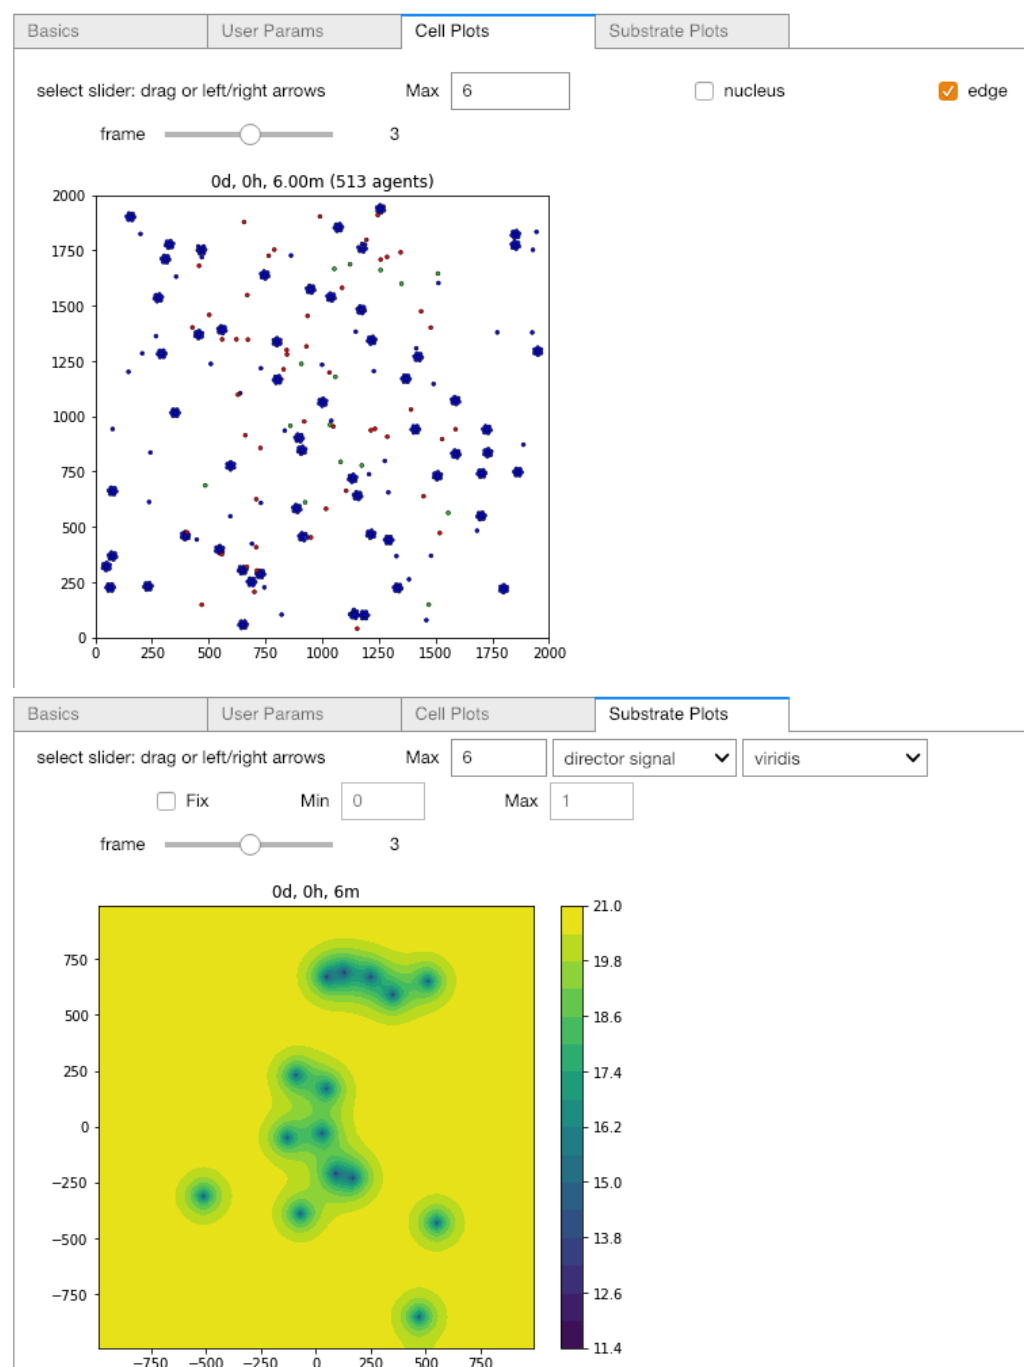 Basics User Params Cell Plots Substrate Plots
select slider: drag or left/right arrows Max 6 nucleus edge
frame 3
0d, 0h, 6.00m (513 agents)
2000
1750
1500
1250
1000
750
500
250
0
0 250 500 750 1000 1250 1500 1750 2000
Basics User Params Cell Plots Substrate Plots
select slider: drag or left/right arrows Max 6 director signal viridis
Fix Min 0 Max 1
frame 3
0d, 0h, 6m
750
500
250
0
−250
−500
−750
−750 −500 −250 0 250 500 750
21.0
19.8
18.6
17.4
16.2
15.0
13.8
12.6
11.4